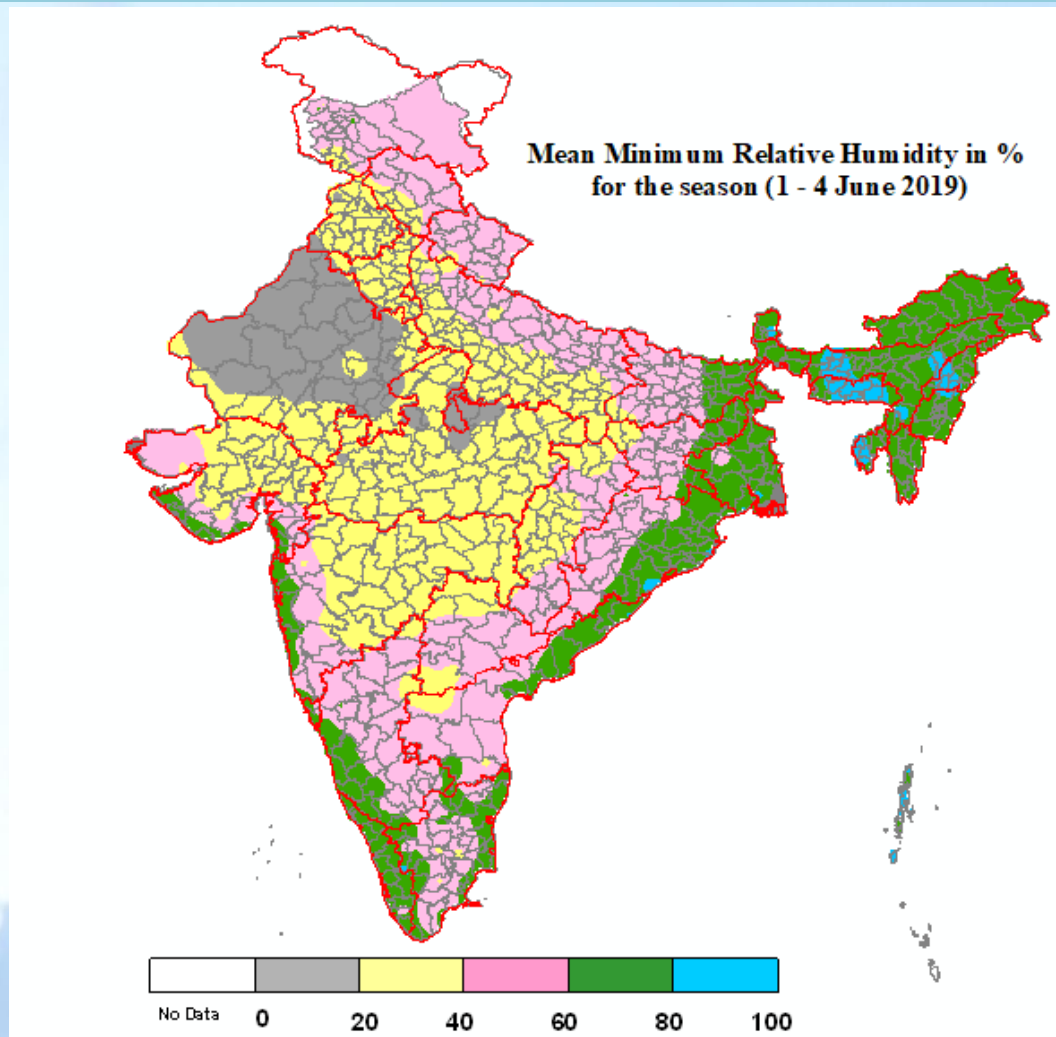 Mean Minimum Relative Humidity in %
for the season (1 - 4 June 2019)
No Data 0 20 40 60 80 100